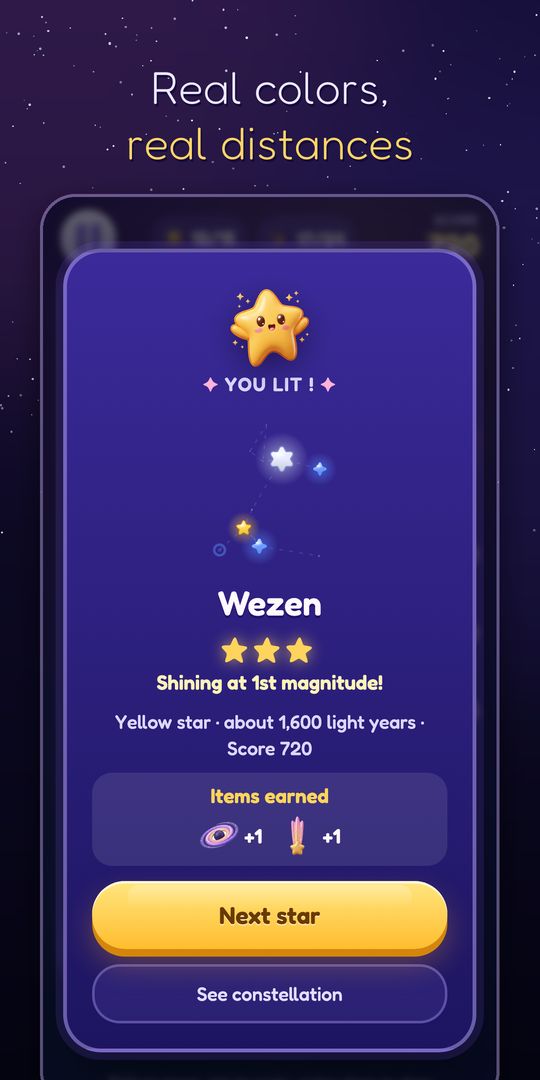 Real colors,
real distances
YOU LIT !
Wezen
Shining at 1st magnitude!
Yellow star · about 1,600 light years ·
Score 720
Items earned
+1 +1
Next star
See constellation